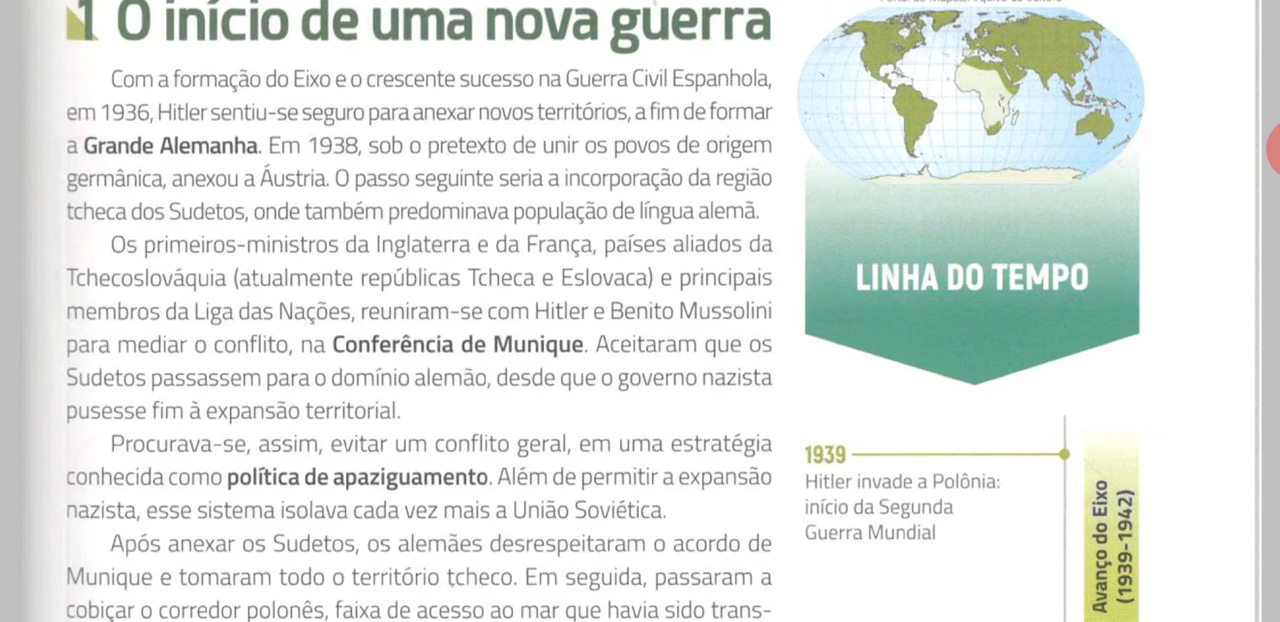 1 O início de uma nova guerra
Com a formação do Eixo e o crescente sucesso na Guerra Civil Espanhola,
em 1936, Hitler sentiu-se seguro para anexar novos territórios, a fim de formar
a Grande Alemanha. Em 1938, sob o pretexto de unir os povos de origem
germânica, anexou a Áustria. O passo seguinte seria a incorporação da região
tcheca dos Sudetos, onde também predominava população de língua alemã.
Os primeiros-ministros da Inglaterra e da França, países aliados da
Tchecoslováquia (atualmente repúblicas Tcheca e Eslovaca) e principais
membros da Liga das Nações, reuniram-se com Hitler e Benito Mussolini
para mediar o conflito, na Conferência de Munique. Aceitaram que os
Sudetos passassem para o domínio alemão, desde que o governo nazista
pusesse fim à expansão territorial.
Procurava-se, assim, evitar um conflito geral, em uma estratégia
conhecida como política de apaziguamento. Além de permitir a expansão
nazista, esse sistema isolava cada vez mais a União Soviética.
Após anexar os Sudetos, os alemães desrespeitaram o acordo de
Munique e tomaram todo o território tcheco. Em seguida, passaram a
cobiçar o corredor polonês, faixa de acesso ao mar que havia sido trans-
LINHA DO TEMPO
1939
Hitler invade a Polônia:
início da Segunda
Guerra Mundial
Avanço do Eixo
(1939-1942)